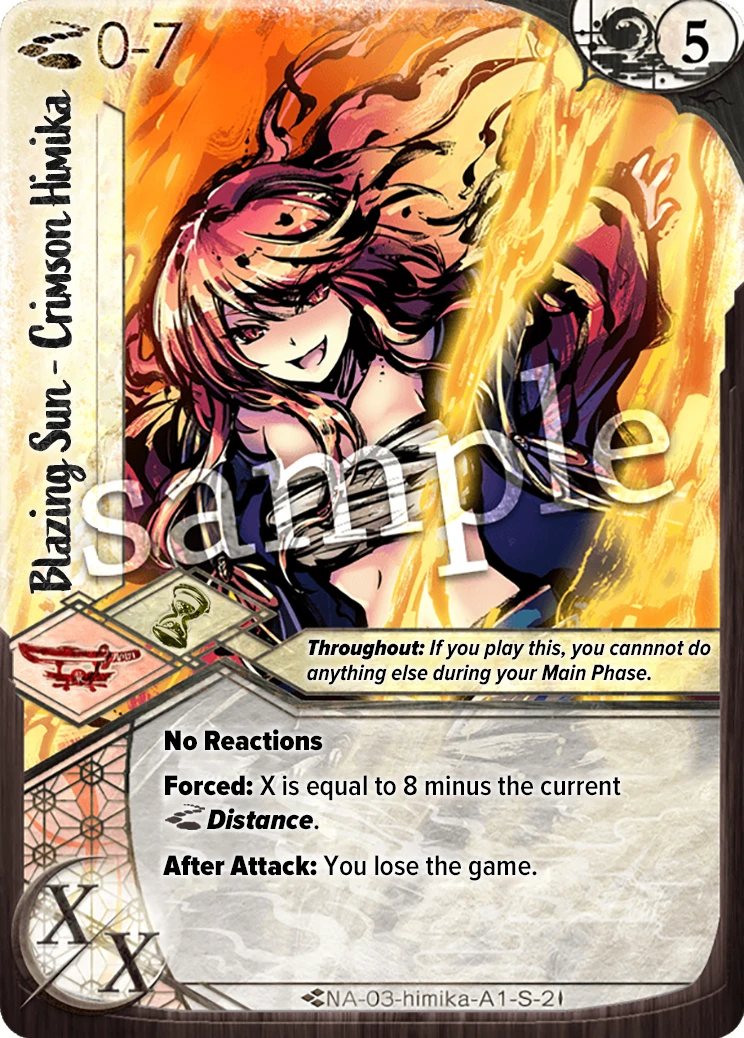 0-7
5
Blazing Sun - Crimson Himika
sample
Throughout: If you play this, you cannnot do
anything else during your Main Phase.
No Reactions
Forced: X is equal to 8 minus the current
Distance.
After Attack: You lose the game.
X/X
NA-03-himika-A1-S-2